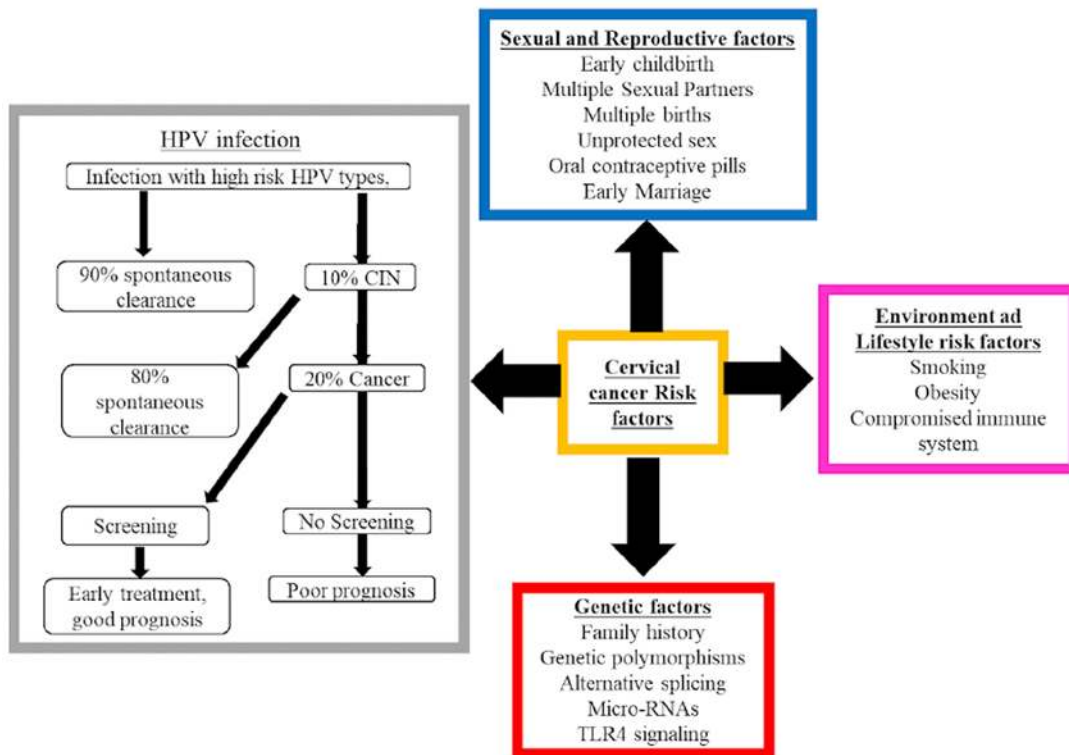 Sexual and Reproductive factors
Early childbirth
Multiple Sexual Partners
Multiple births
Unprotected sex
Oral contraceptive pills
Early Marriage
HPV infection
Infection with high risk HPV types,
90% spontaneous
clearance
10% CIN
80%
spontaneous
clearance
20% Cancer
Screening
No Screening
Early treatment,
good prognosis
Poor prognosis
Cervical
cancer Risk
factors
Environment ad
Lifestyle risk factors
Smoking
Obesity
Compromised immune
system
Genetic factors
Family history
Genetic polymorphisms
Alternative splicing
Micro-RNAs
TLR4 signaling